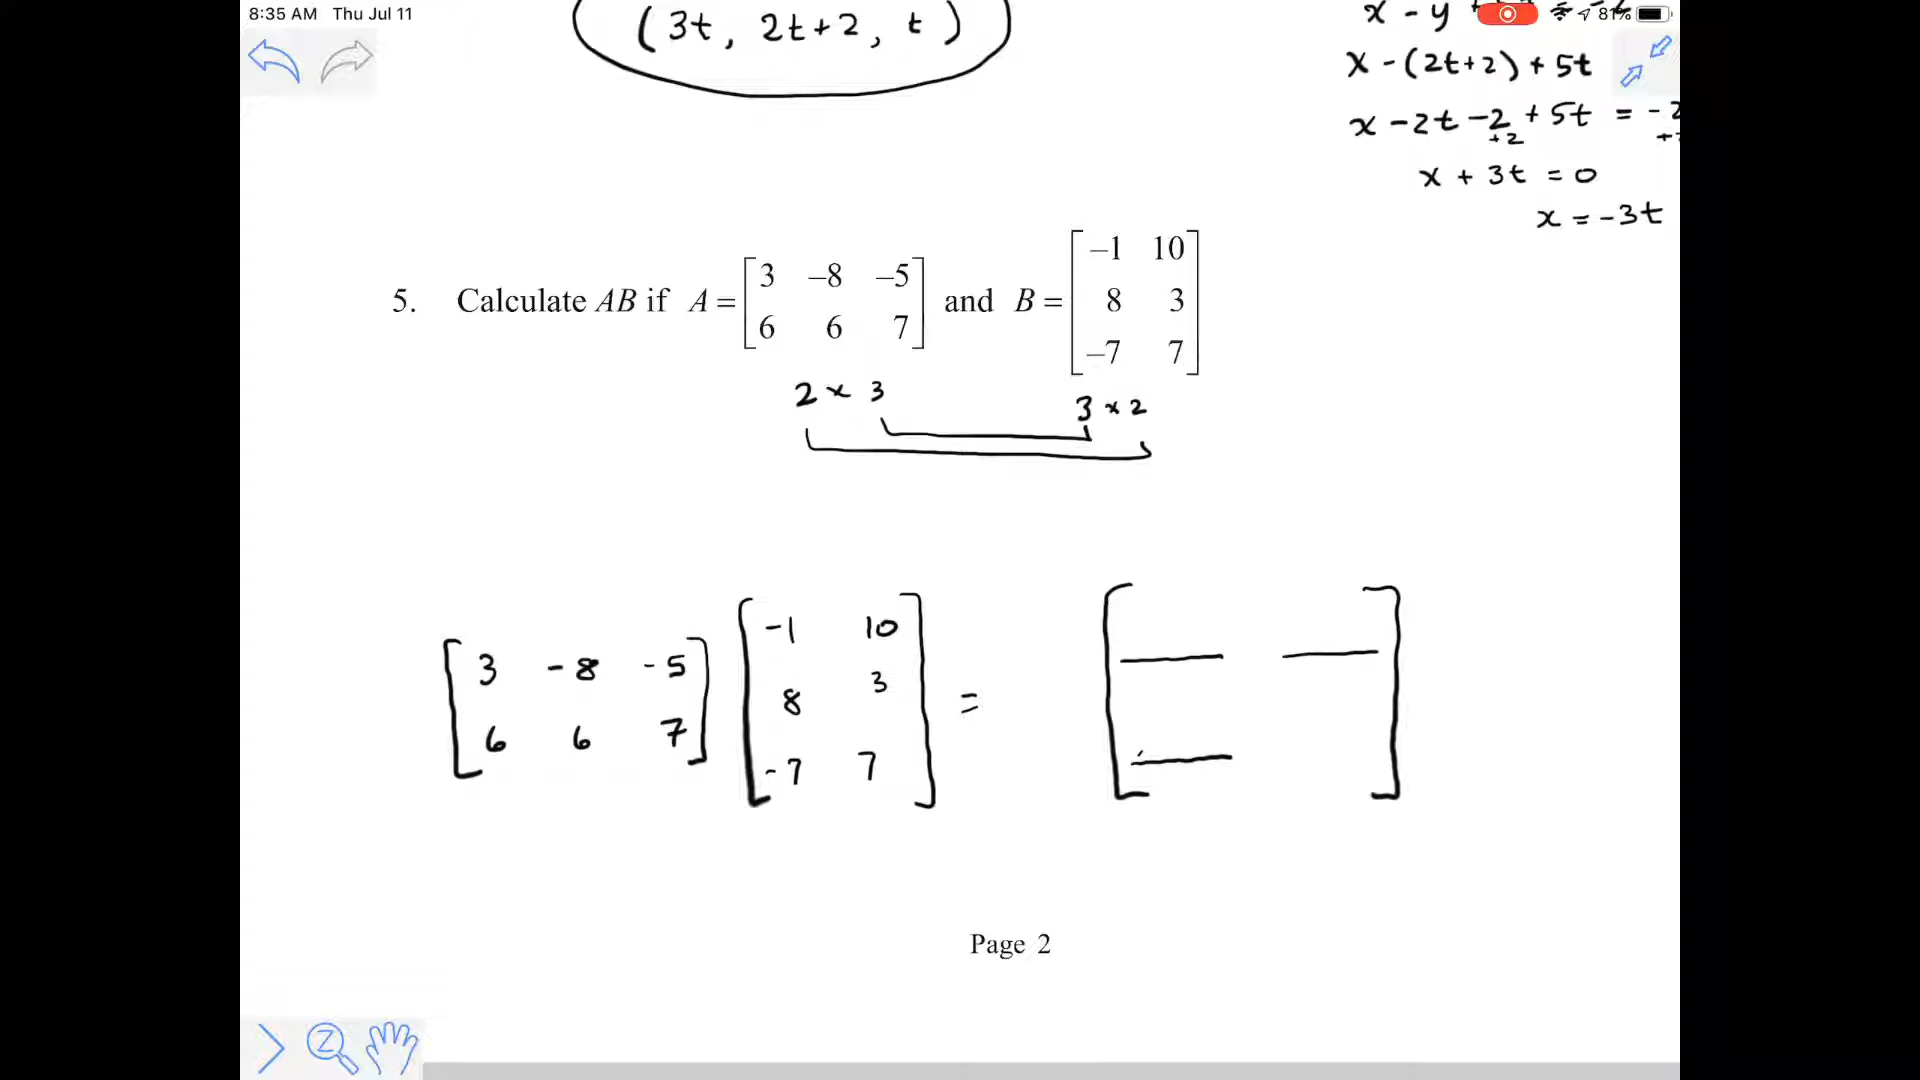 8:35 AM Thu Jul 11
81%
(3t, 2t+2, t)
x - y
x - (2t+2) + 5t
x - 2t - 2 + 5t = -2
+2 +
x + 3t = 0
x = -3t
5. Calculate AB if A = [3 –8 –5
6 6 7] and B = [–1 10
8 3
–7 7]
2 x 3 3 x 2
[3 -8 -5
6 6 7] [-1 10
8 3
-7 7] = [ ]
Page 2
Z